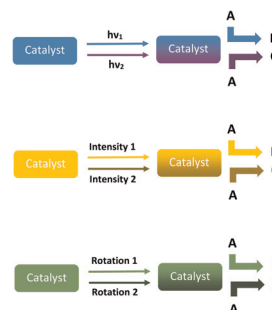 A
Catalyst hν₁ Catalyst
hν₂
A
A
Catalyst Intensity 1 Catalyst
Intensity 2
A
A
Catalyst Rotation 1 Catalyst
Rotation 2
A